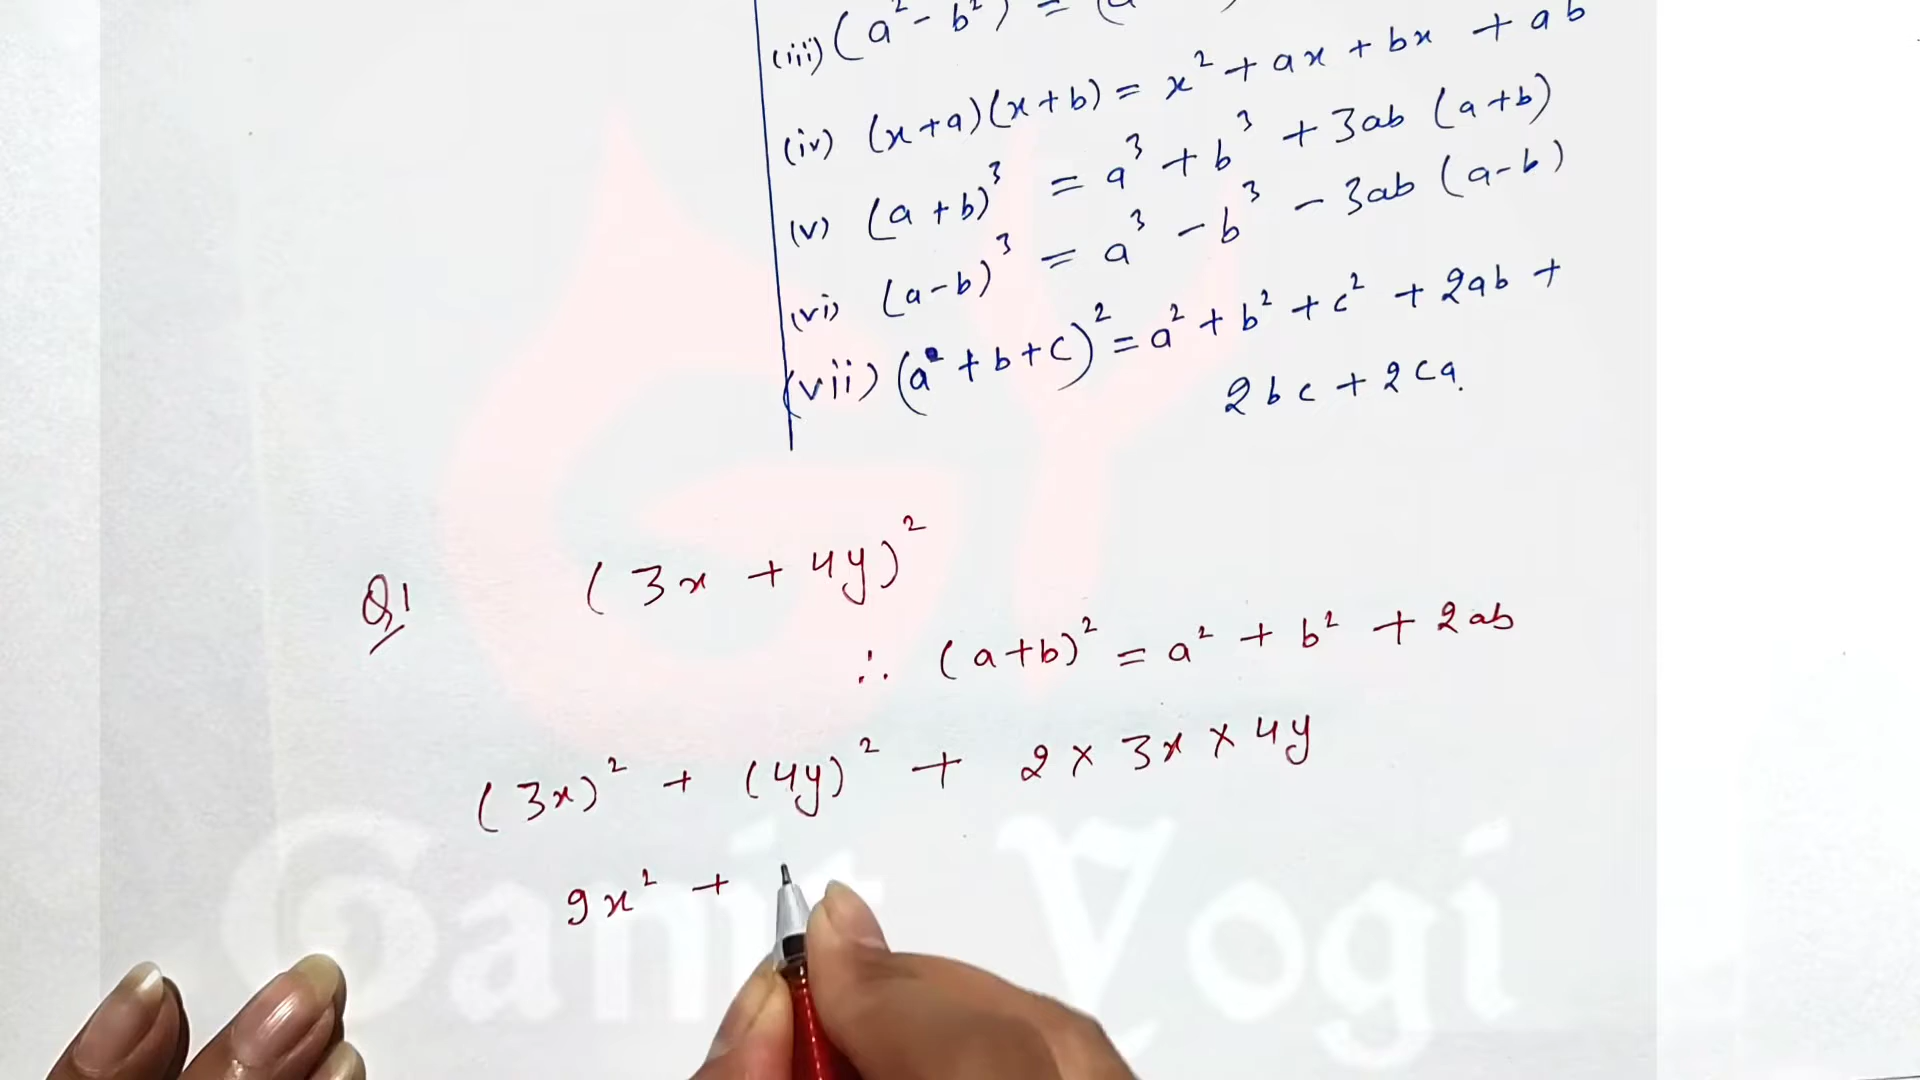 (iii) (a² - b²) = (a
(iv) (x+a)(x+b) = x² + ax + bx + ab
(v) (a+b)³ = a³ + b³ + 3ab (a+b)
(vi) (a-b)³ = a³ - b³ - 3ab (a-b)
(vii) (a + b + c)² = a² + b² + c² + 2ab +
2bc + 2ca.
Q1 (3x + 4y)²
∴ (a+b)² = a² + b² + 2ab
(3x)² + (4y)² + 2 × 3x × 4y
9x² +
Ganit Yogi